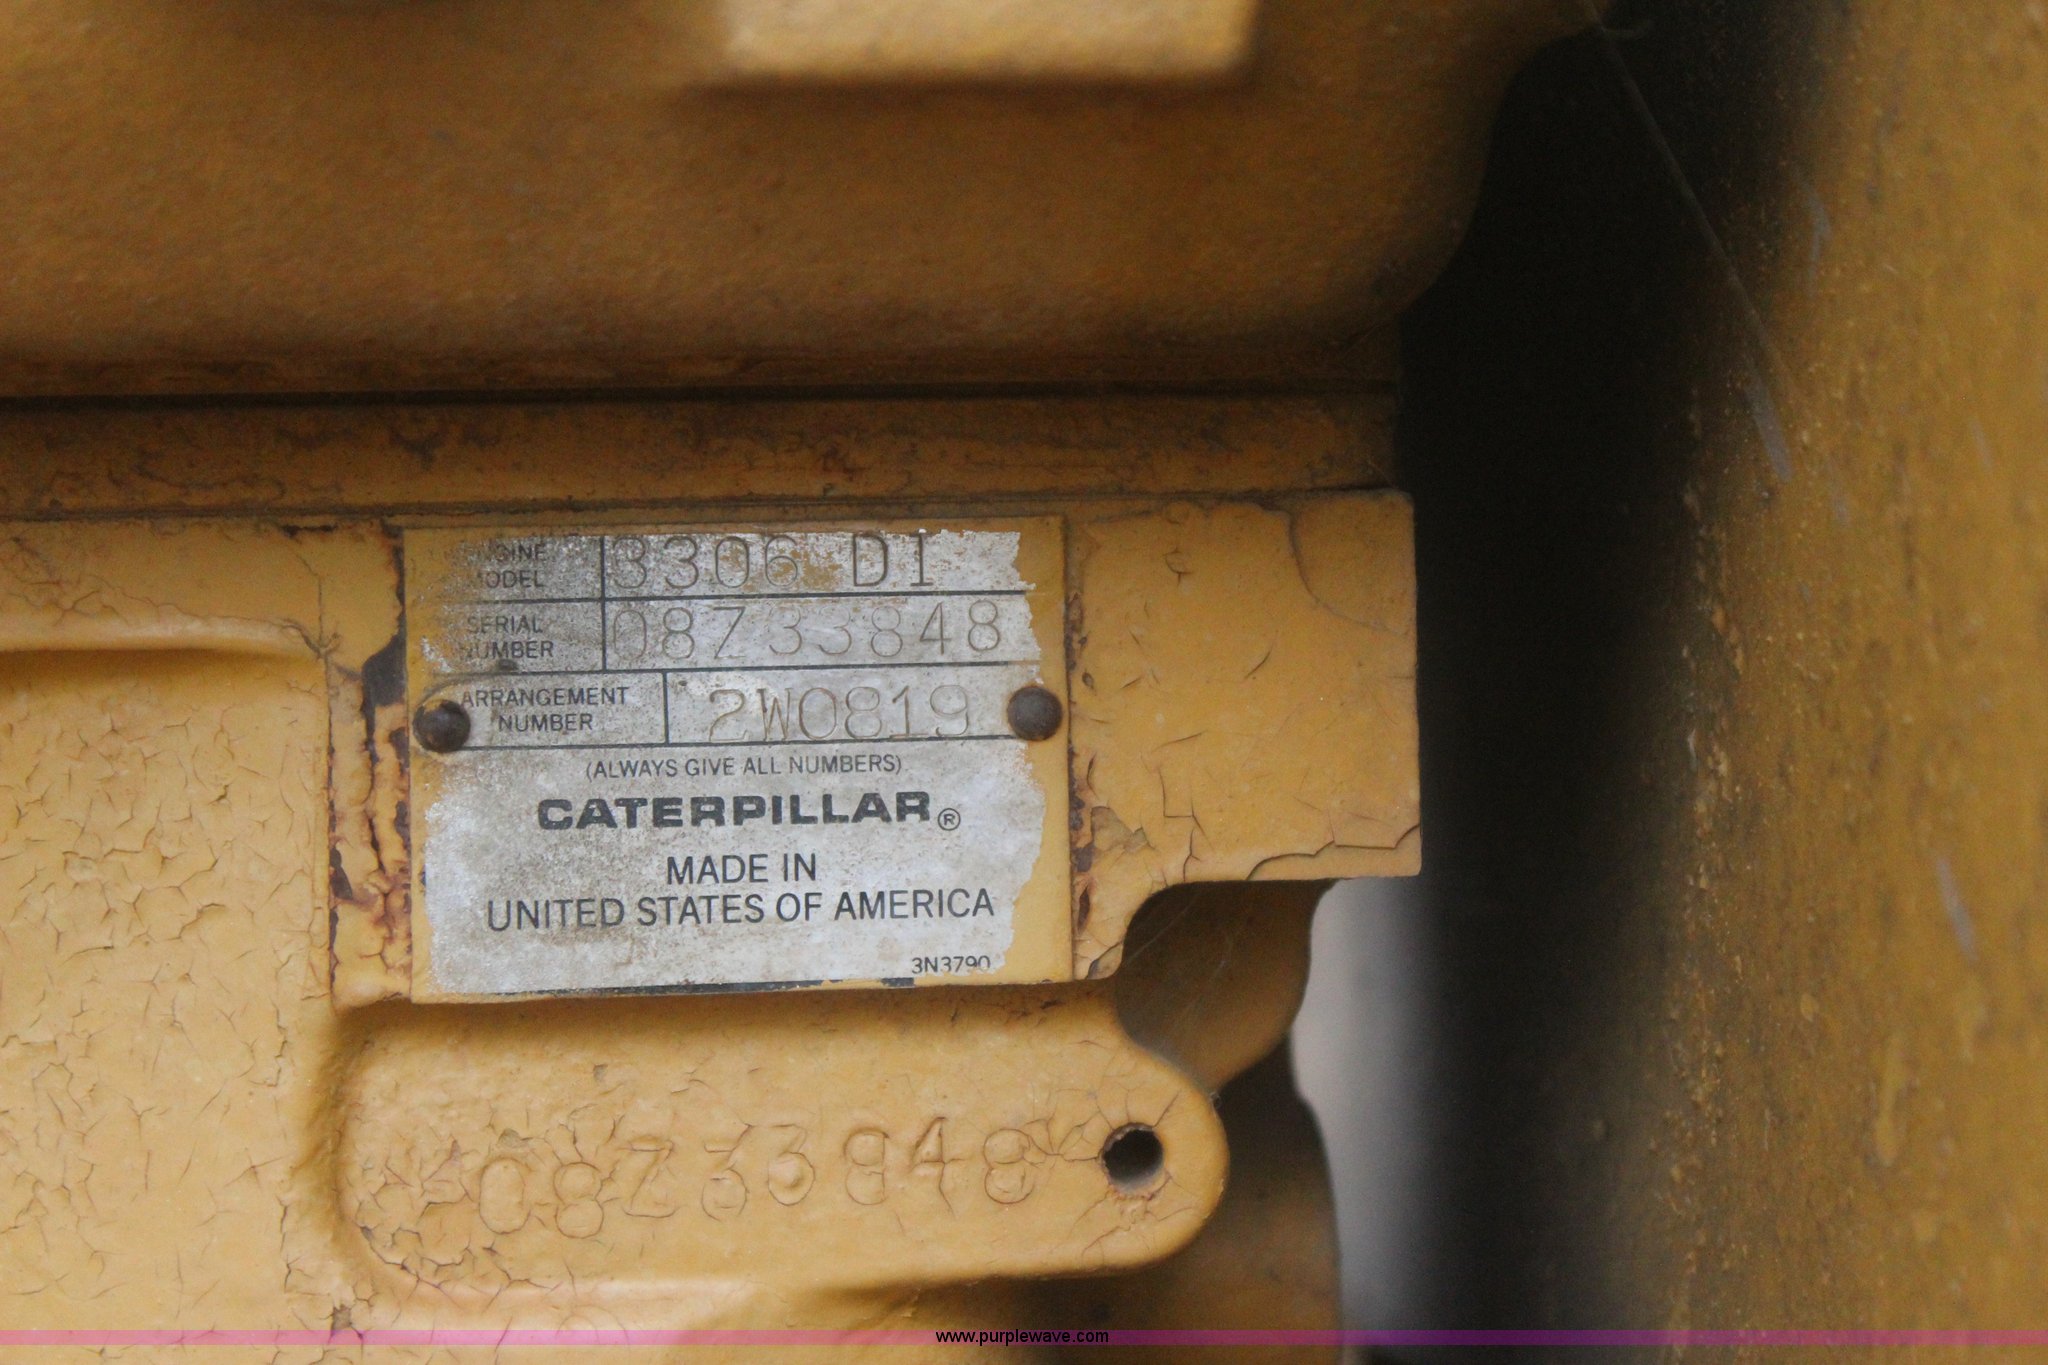 ENGINE MODEL 3306 DI
SERIAL NUMBER 08Z33848
ARRANGEMENT NUMBER 2W0819
(ALWAYS GIVE ALL NUMBERS)
CATERPILLAR®
MADE IN
UNITED STATES OF AMERICA
3N3790
08Z33848
www.purplewave.com